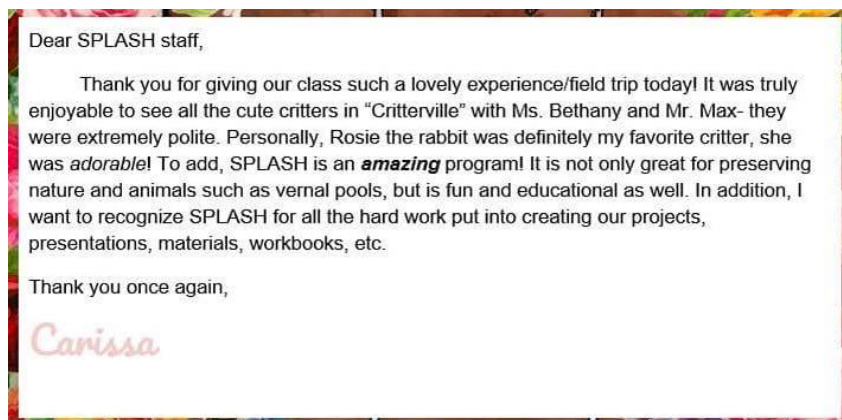 Dear SPLASH staff,
Thank you for giving our class such a lovely experience/field trip today! It was truly
enjoyable to see all the cute critters in “Critterville” with Ms. Bethany and Mr. Max- they
were extremely polite. Personally, Rosie the rabbit was definitely my favorite critter, she
was adorable! To add, SPLASH is an amazing program! It is not only great for preserving
nature and animals such as vernal pools, but is fun and educational as well. In addition, I
want to recognize SPLASH for all the hard work put into creating our projects,
presentations, materials, workbooks, etc.
Thank you once again,
Carissa